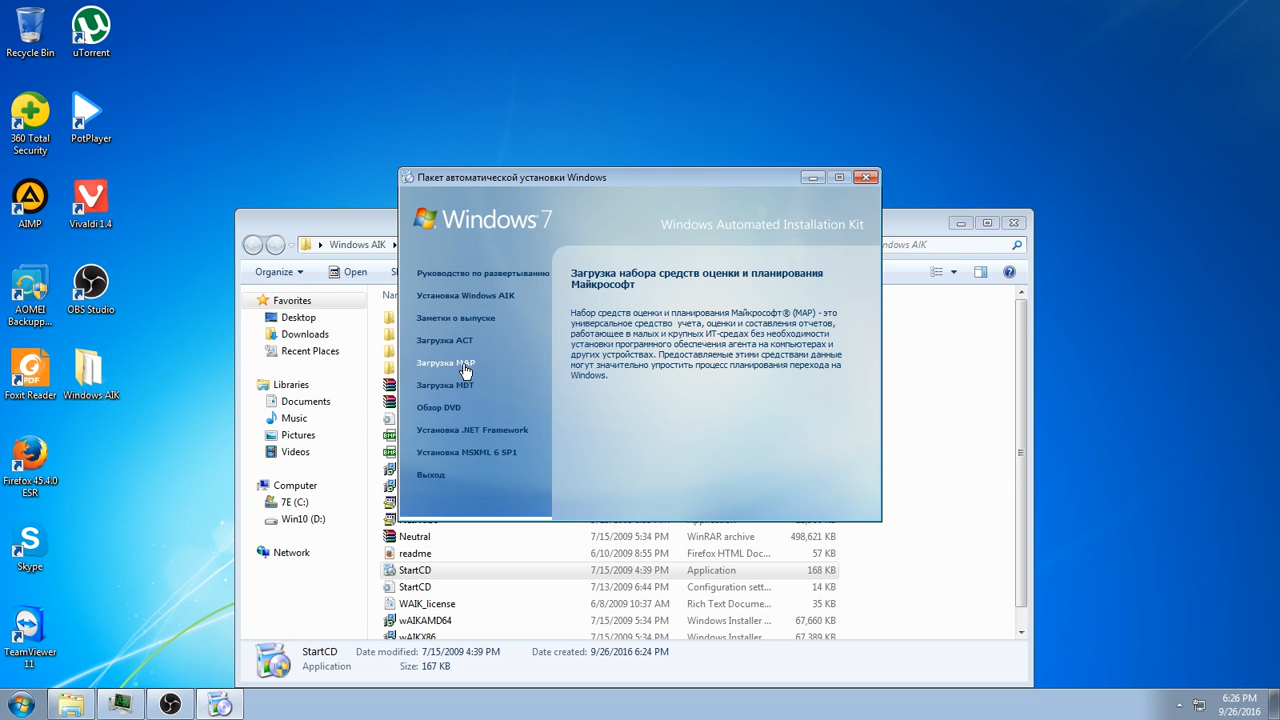 Recycle Bin
uTorrent
360 Total
Security
PotPlayer
AIMP
Vivaldi 1.4
AOMEI
Backupp...
OBS Studio
Foxit Reader
Windows AIK
Firefox 45.4.0
ESR
Skype
TeamViewer
11
Пакет автоматической установки Windows
Windows 7
Windows Automated Installation Kit
Руководство по развертыванию
Установка Windows AIK
Заметки о выпуске
Загрузка ACT
Загрузка MAP
Загрузка MDT
Обзор DVD
Установка .NET Framework
Установка MSXML 6 SP1
Выход
Загрузка набора средств оценки и планирования
Майкрософт
Набор средств оценки и планирования Майкрософт® (MAP) - это
универсальное средство учета, оценки и составления отчетов,
работающее в малых и крупных ИТ-средах без необходимости
установки программного обеспечения агента на компьютерах и
других устройствах. Предоставляемые этими средствами данные
могут значительно упростить процесс планирования перехода на
Windows.
Windows AIK
Organize
Open
Favorites
Desktop
Downloads
Recent Places
Libraries
Documents
Music
Pictures
Videos
Computer
7E (C:)
Win10 (D:)
Network
Neutral 7/15/2009 5:34 PM WinRAR archive 498,621 KB
readme 6/10/2009 8:55 PM Firefox HTML Doc... 57 KB
StartCD 7/15/2009 4:39 PM Application 168 KB
StartCD 7/13/2009 6:44 PM Configuration sett... 14 KB
WAIK_license 6/8/2009 10:37 AM Rich Text Docume... 35 KB
wAIKAMD64 7/15/2009 5:34 PM Windows Installer ... 67,660 KB
wAIKX86 7/15/2009 5:34 PM Windows Installer 67,389 KB
StartCD Date modified: 7/15/2009 4:39 PM Date created: 9/26/2016 6:24 PM
Application Size: 167 KB
6:26 PM
9/26/2016